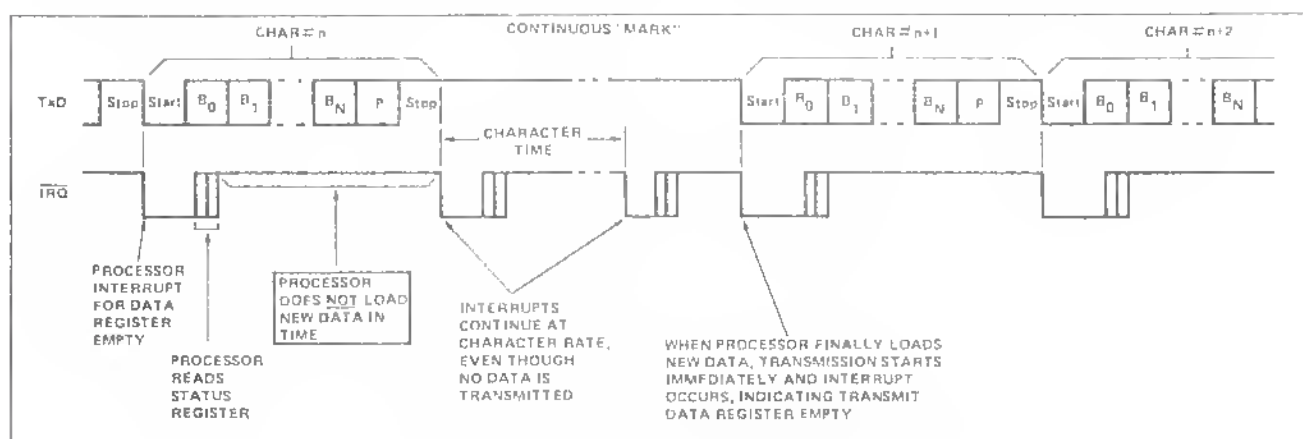 CHAR#n
CONTINUOUS "MARK"
CHAR#n+1
CHAR#n+2
TxD
Stop
Start
B0
B1
BN
P
Stop
Start
B0
B1
BN
P
Stop
Start
B0
B1
BN
CHARACTER
TIME
IRQ
PROCESSOR
INTERRUPT
FOR DATA
REGISTER
EMPTY
PROCESSOR
READS
STATUS
REGISTER
PROCESSOR
DOES NOT LOAD
NEW DATA IN
TIME
INTERRUPTS
CONTINUE AT
CHARACTER RATE,
EVEN THOUGH
NO DATA IS
TRANSMITTED
WHEN PROCESSOR FINALLY LOADS
NEW DATA, TRANSMISSION STARTS
IMMEDIATELY AND INTERRUPT
OCCURS, INDICATING TRANSMIT
DATA REGISTER EMPTY